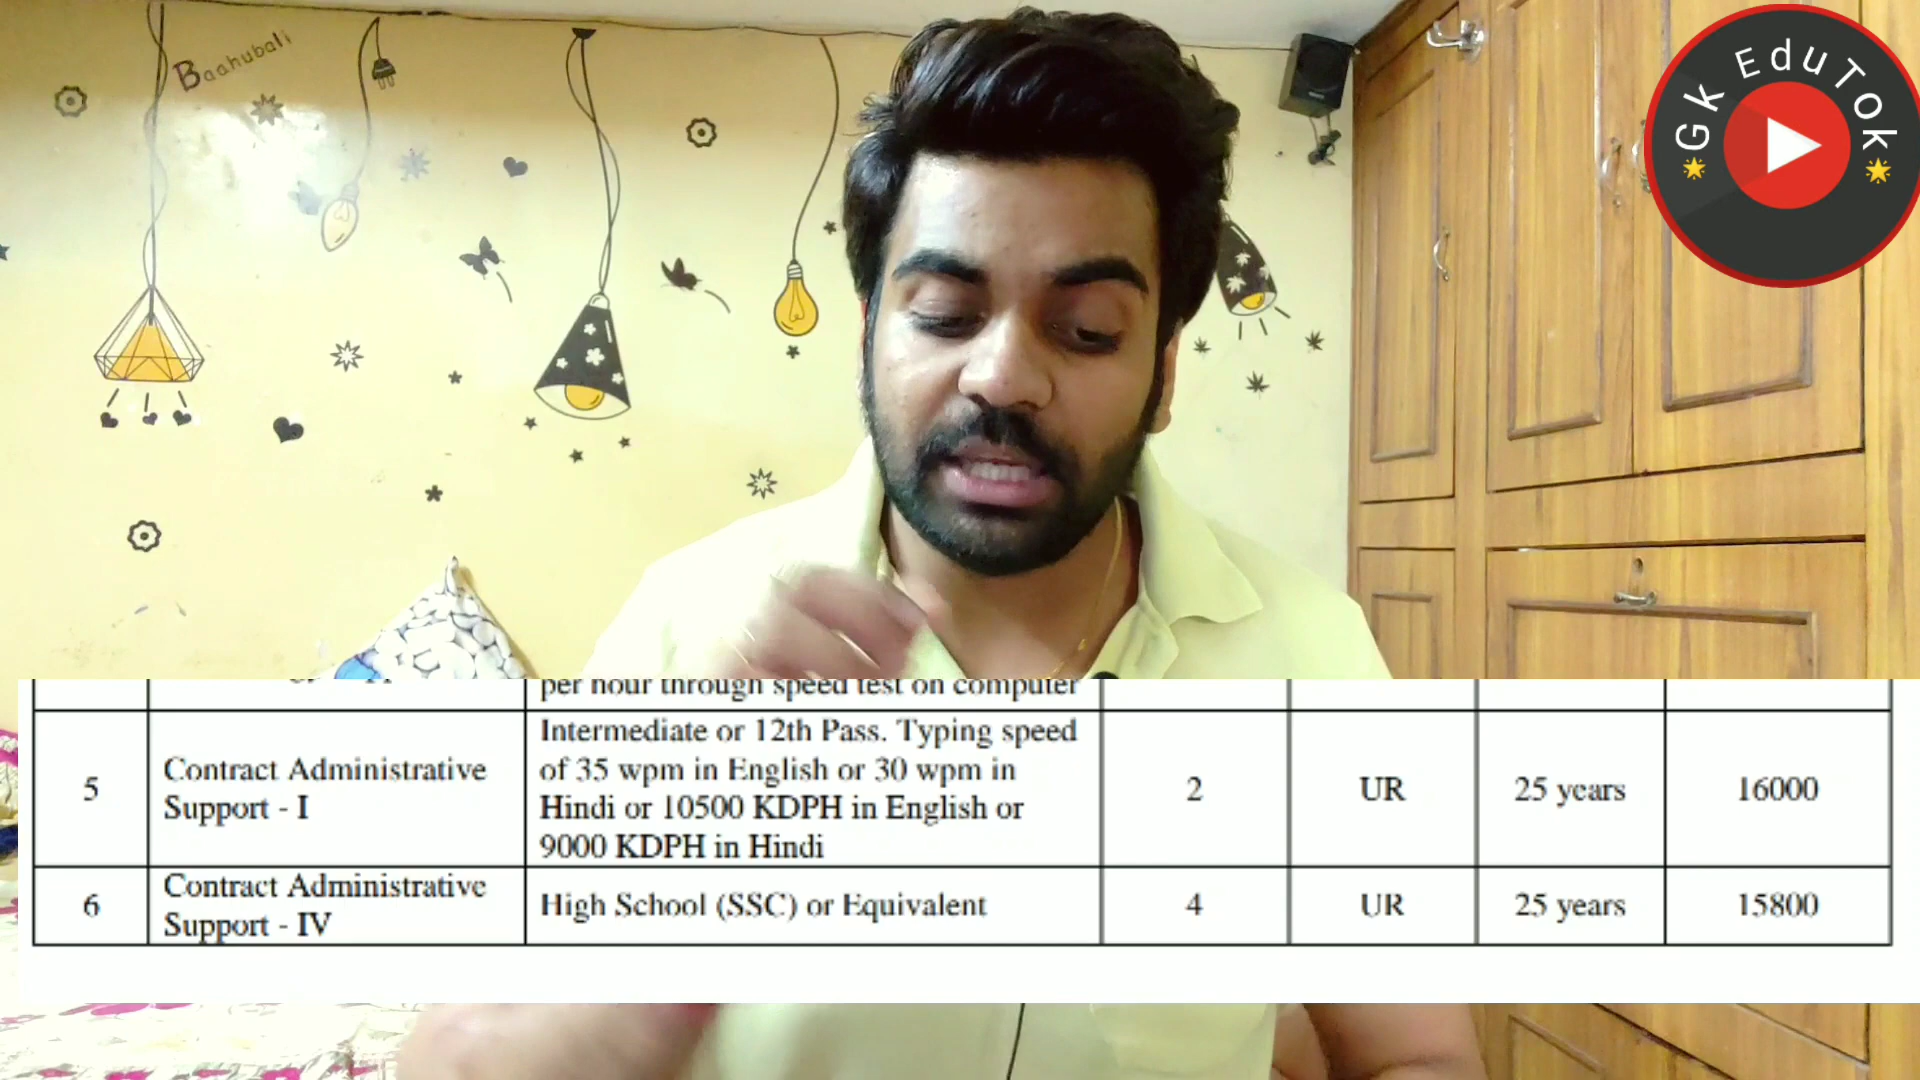 Baahubali
Gk EduTok
per hour through speed test on computer
5
Contract Administrative
Support - I
Intermediate or 12th Pass. Typing speed
of 35 wpm in English or 30 wpm in
Hindi or 10500 KDPH in English or
9000 KDPH in Hindi
2
UR
25 years
16000
6
Contract Administrative
Support - IV
High School (SSC) or Equivalent
4
UR
25 years
15800